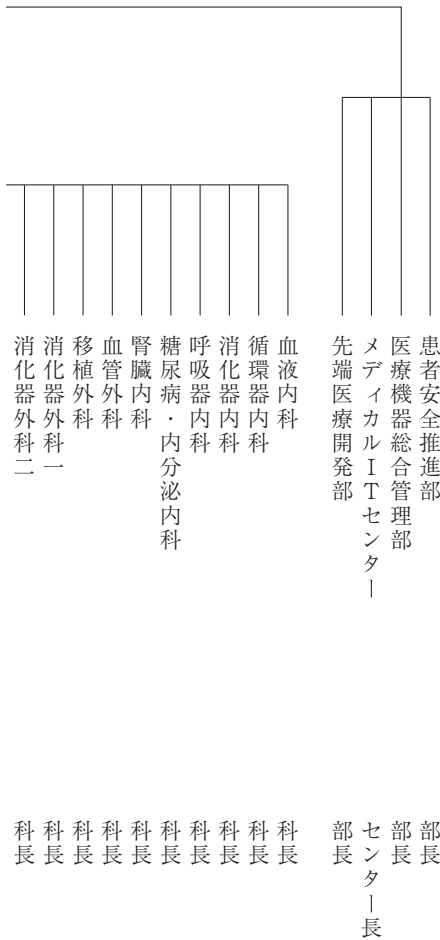 患者安全推進部 部長
医療機器総合管理部 部長
メディカルITセンター センター長
先端医療開発部 部長
血液内科 科長
循環器内科 科長
消化器内科 科長
呼吸器内科 科長
糖尿病・内分泌内科 科長
腎臓内科 科長
血管外科 科長
移植外科 科長
消化器外科一 科長
消化器外科二 科長